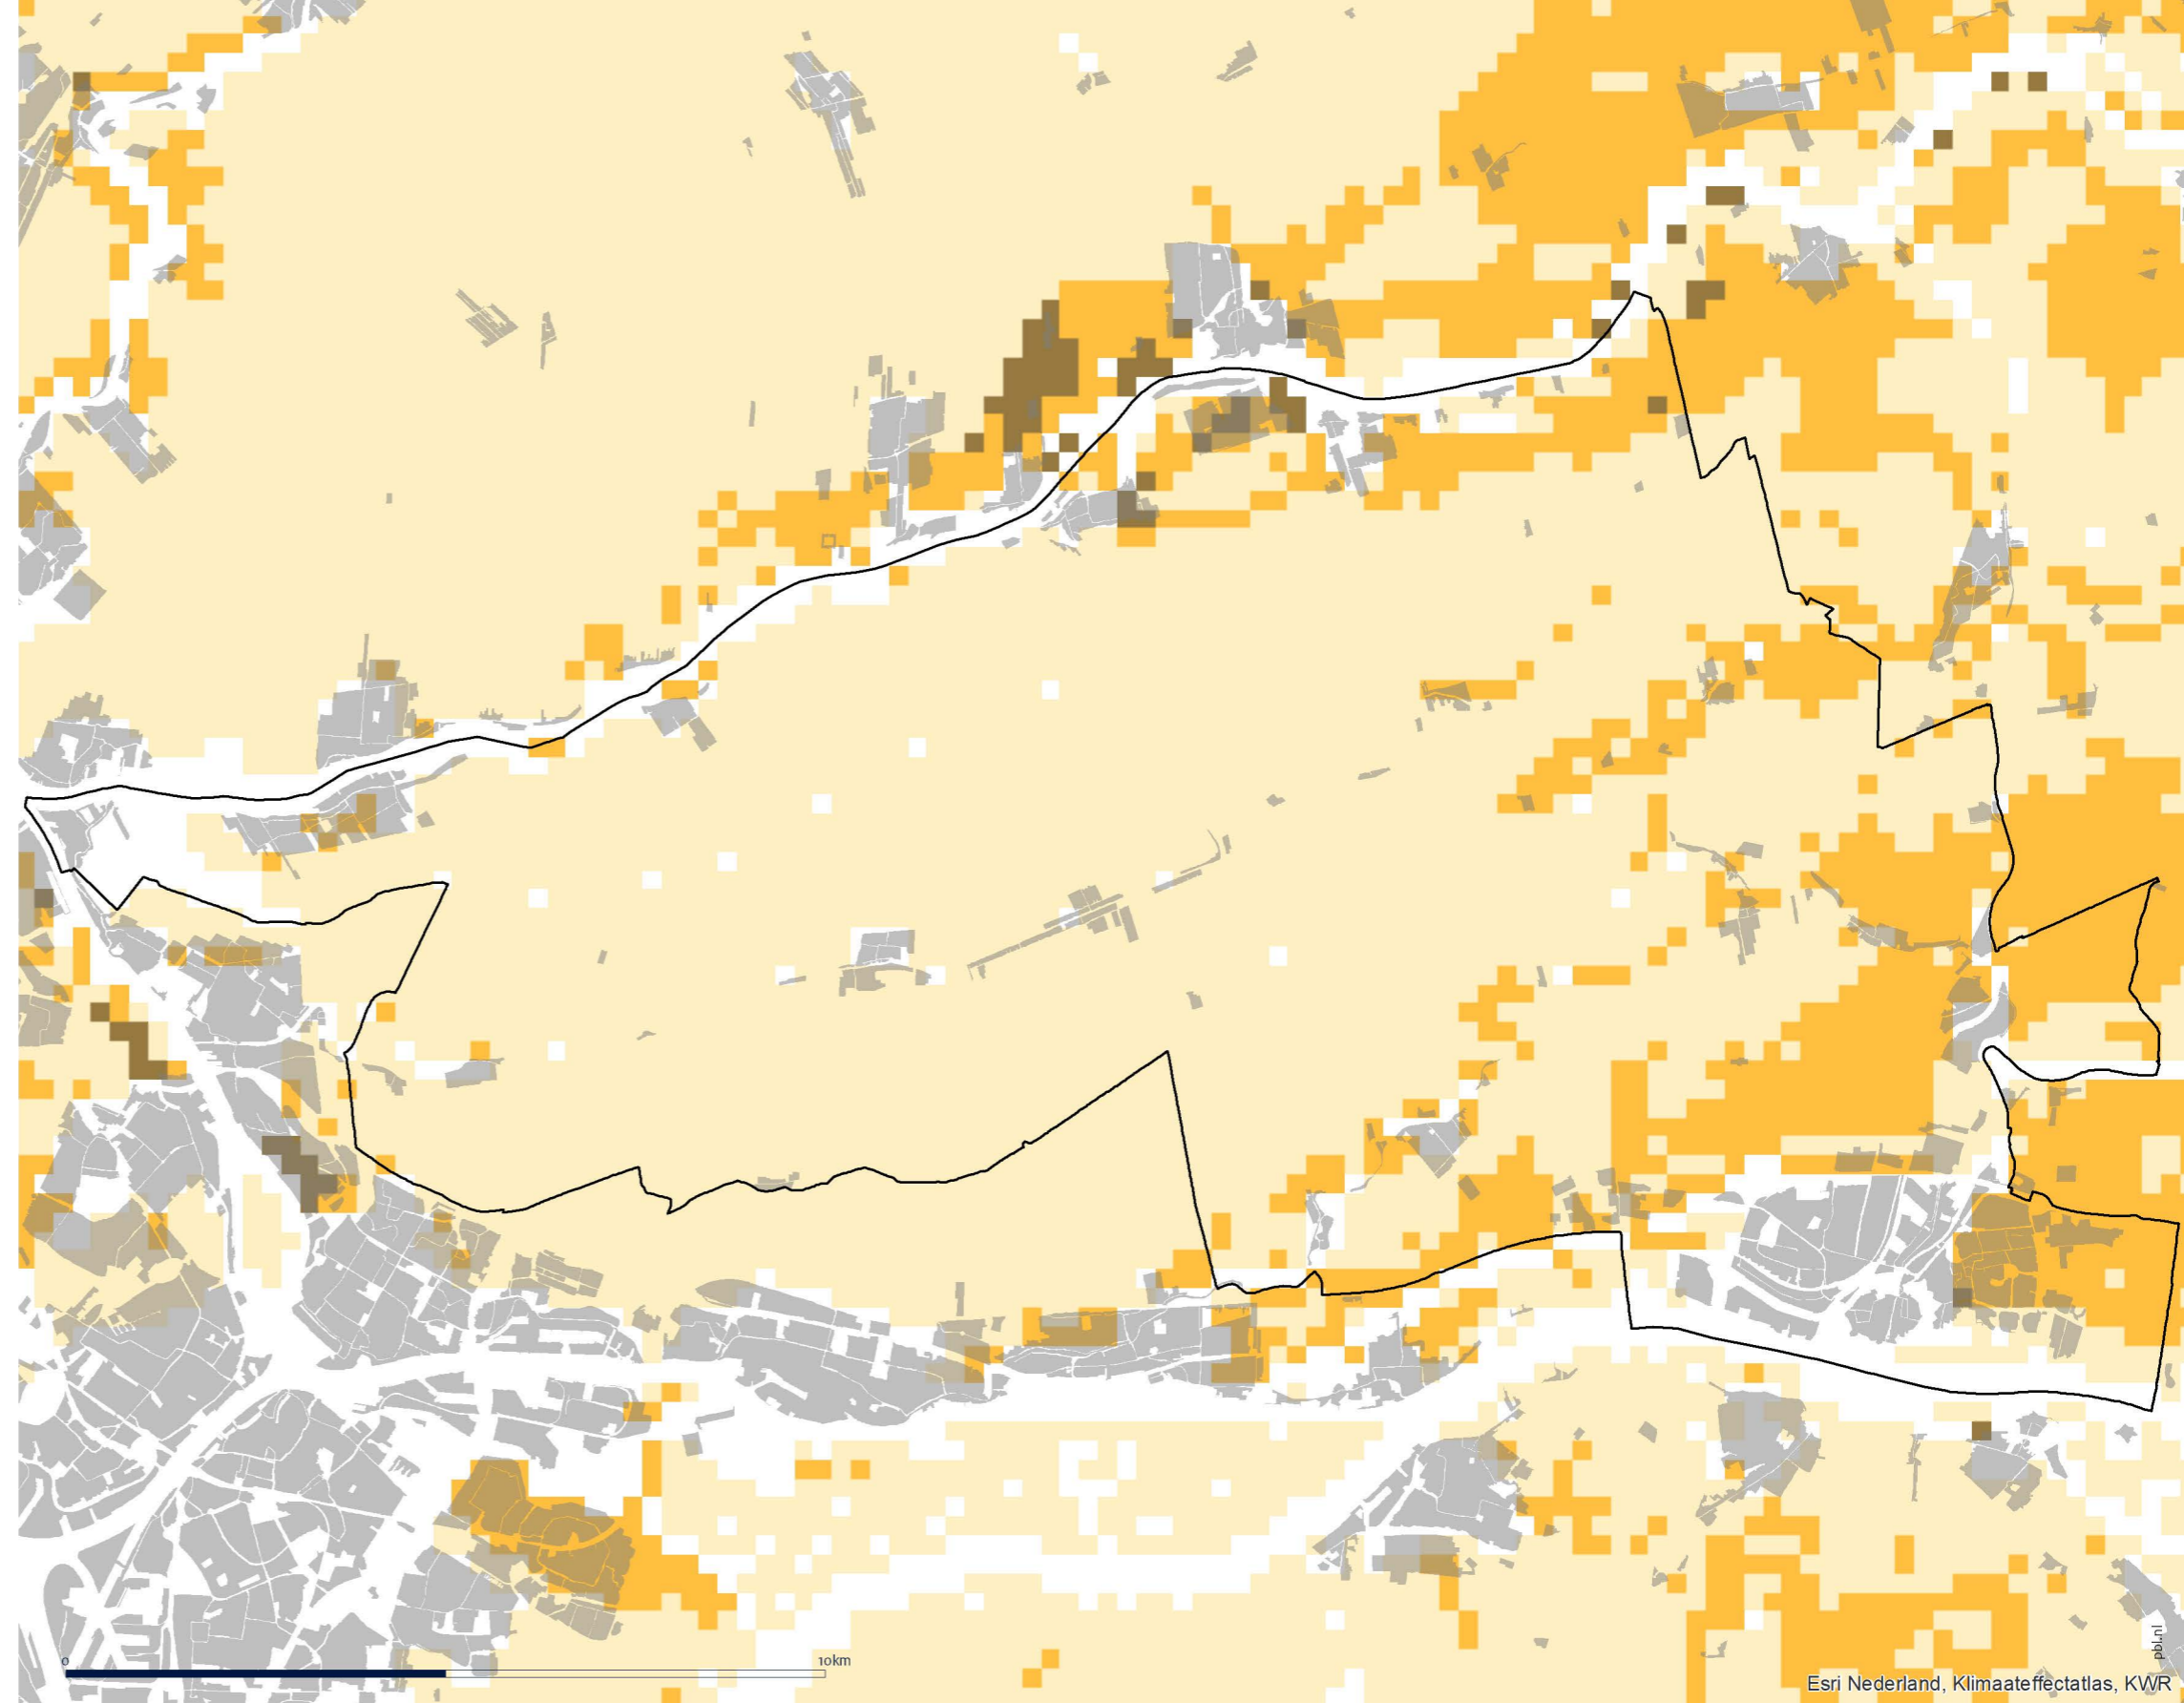 0 10km
pbl.nl
Esri Nederland, Klimaateffectatlas, KWR